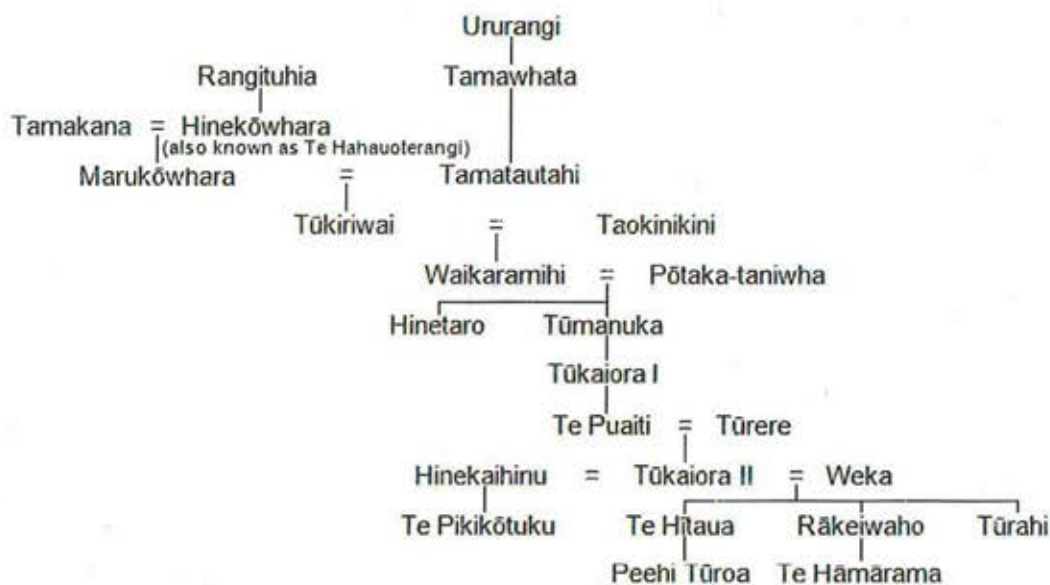 Ururangi
Rangituhia Tamawhata
Tamakana = Hinekōwhara
(also known as Te Hahauoterangi)
Marukōwhara = Tamatautahi
Tūkiriwai = Taokinikini
Waikaramihi = Pōtaka-taniwha
Hinetaro Tūmanuka
Tūkaiora I
Te Puaiti = Tūrere
Hinekaihinu = Tūkaiora II = Weka
Te Pikikōtuku Te Hītaua Rākeiwaho Tūrahi
Peehi Tūroa Te Hāmārama